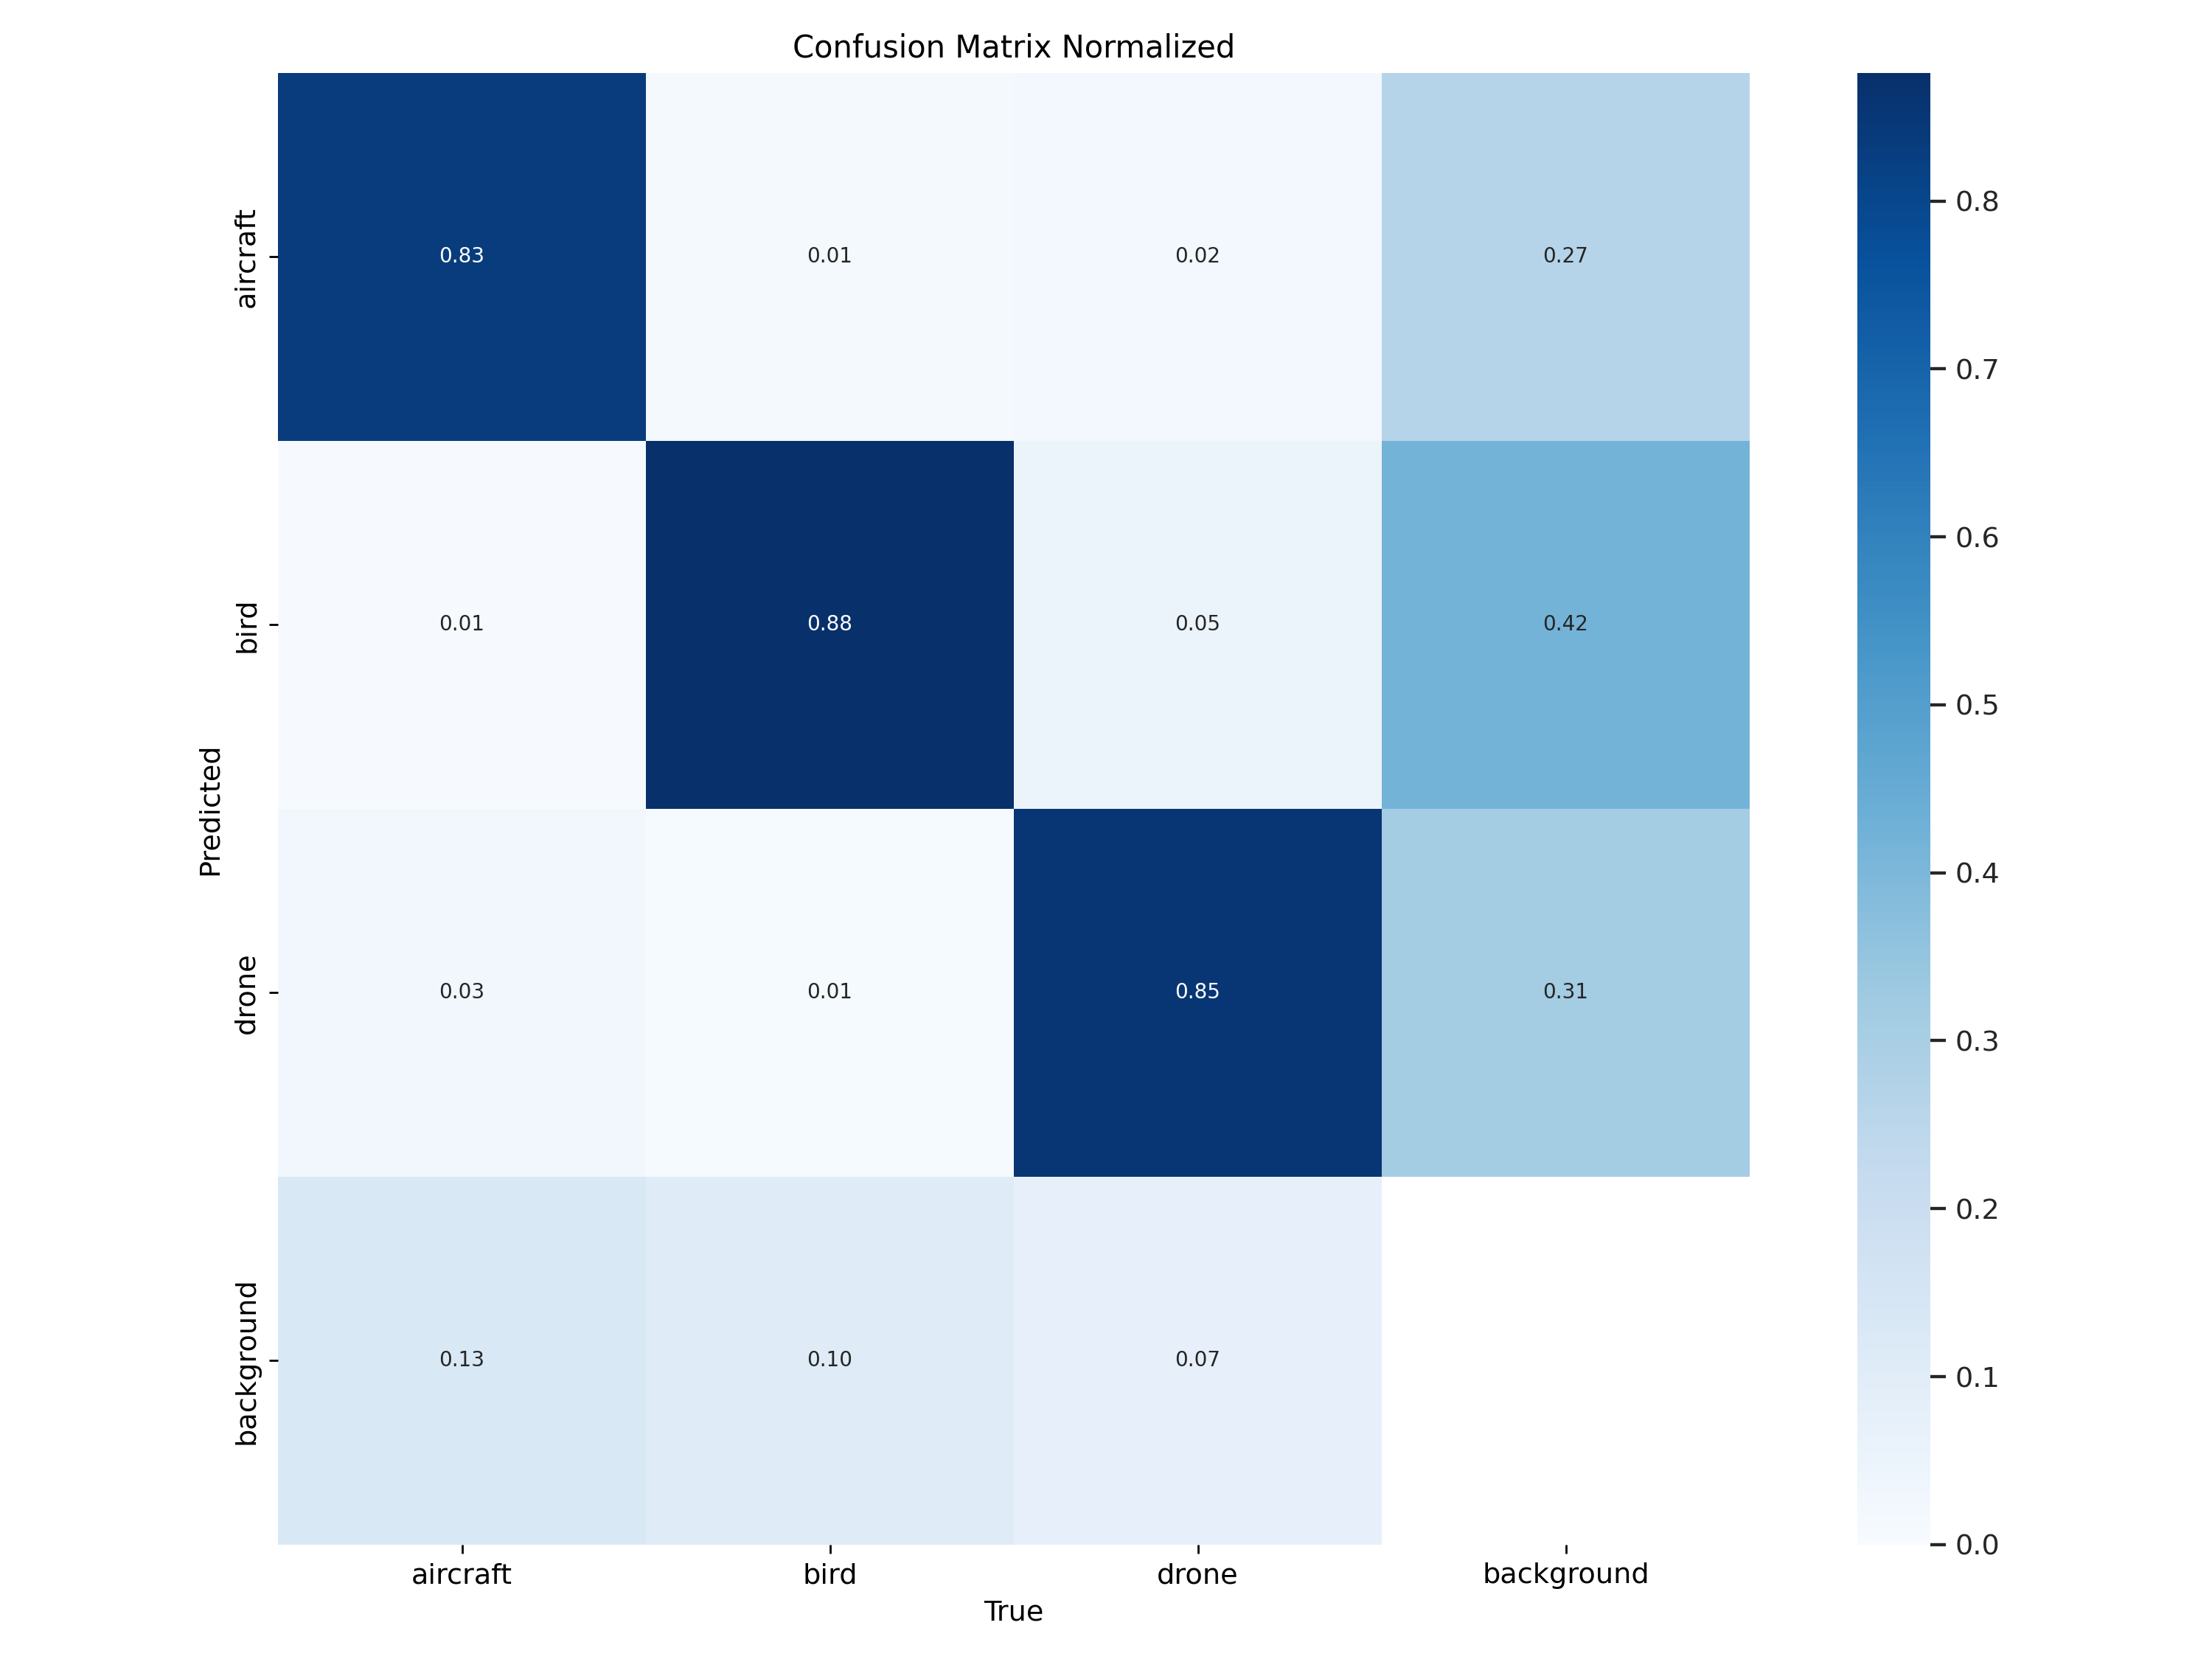 Confusion Matrix Normalized
aircraft
0.83
0.01
0.02
0.27
bird
0.01
0.88
0.05
0.42
drone
0.03
0.01
0.85
0.31
background
0.13
0.10
0.07
Predicted
aircraft
bird
drone
background
True
0.8
0.7
0.6
0.5
0.4
0.3
0.2
0.1
0.0